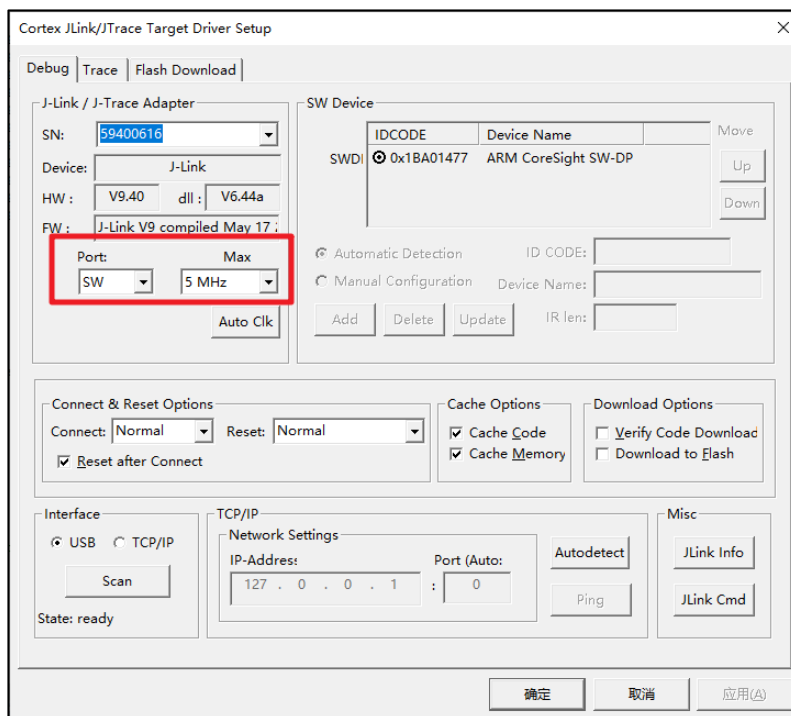 Cortex JLink/JTrace Target Driver Setup
Debug Trace Flash Download
J-Link / J-Trace Adapter
SN: 59400616
Device: J-Link
HW : V9.40 dll : V6.44a
FW : J-Link V9 compiled May 17
Port: Max
SW 5 MHz
Auto Clk
SW Device
IDCODE Device Name
SWDI 0x1BA01477 ARM CoreSight SW-DP
Move
Up
Down
Automatic Detection ID CODE:
Manual Configuration Device Name:
Add Delete Update IR len:
Connect & Reset Options
Connect: Normal Reset: Normal
Reset after Connect
Cache Options
Cache Code
Cache Memory
Download Options
Verify Code Download
Download to Flash
Interface
USB TCP/IP
Scan
State: ready
TCP/IP
Network Settings
IP-Address Port (Auto:
127 . 0 . 0 . 1 : 0
Autodetect
Ping
Misc
JLink Info
JLink Cmd
确定 取消 应用(A)